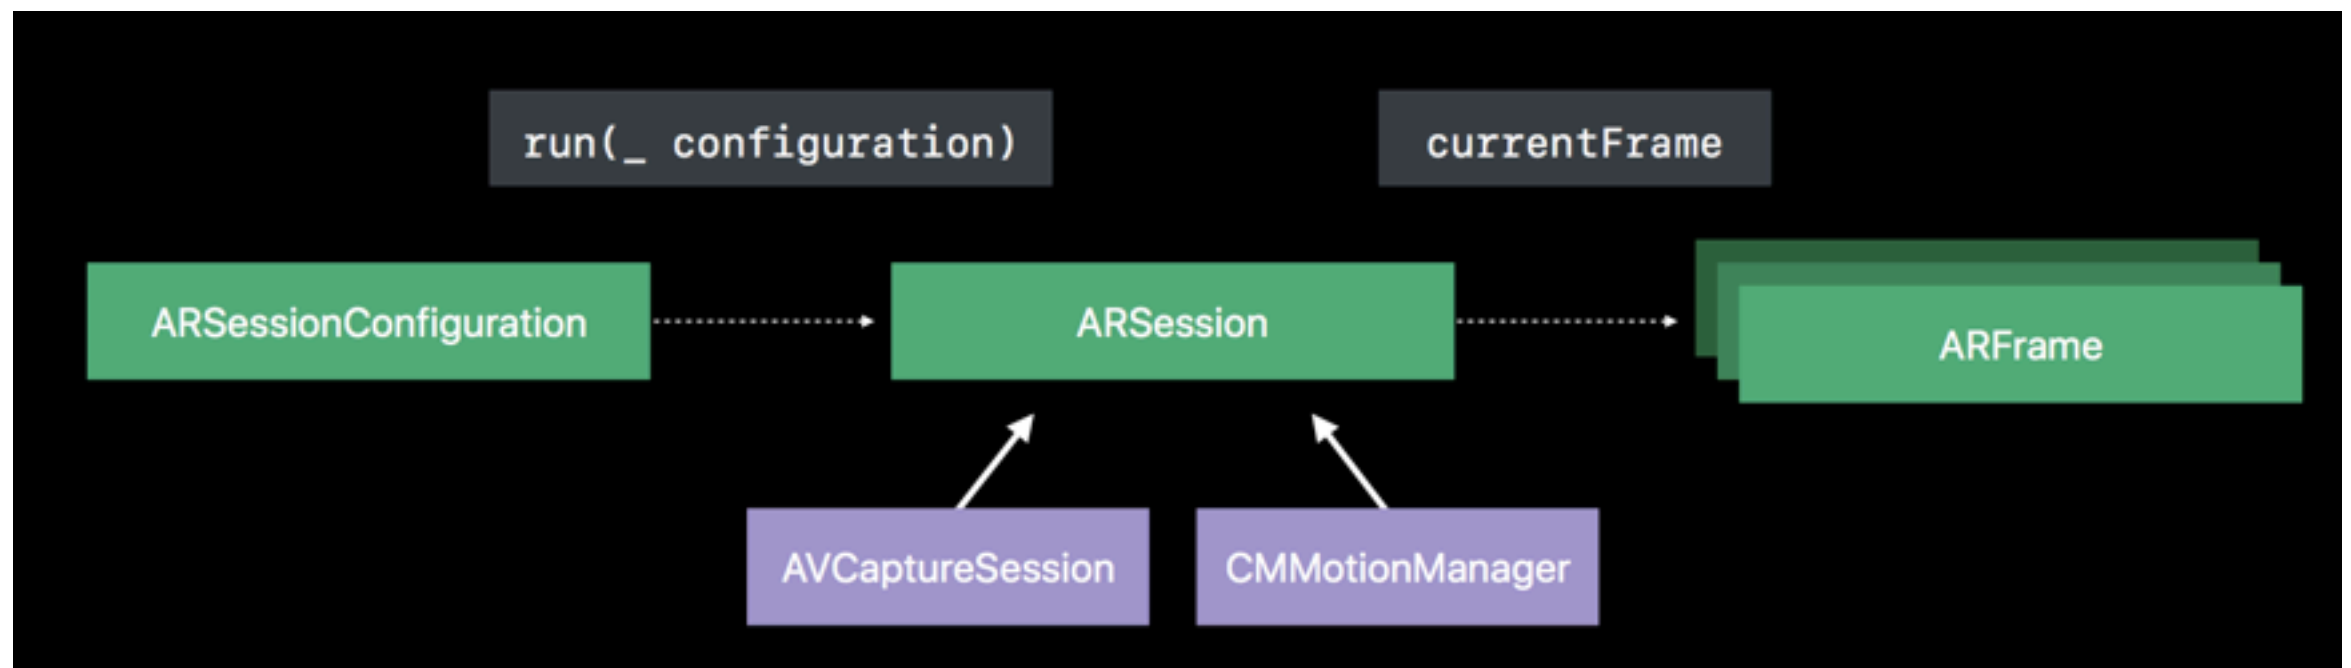 run(_ configuration)
currentFrame
ARSessionConfiguration
ARSession
ARFrame
AVCaptureSession
CMMotionManager